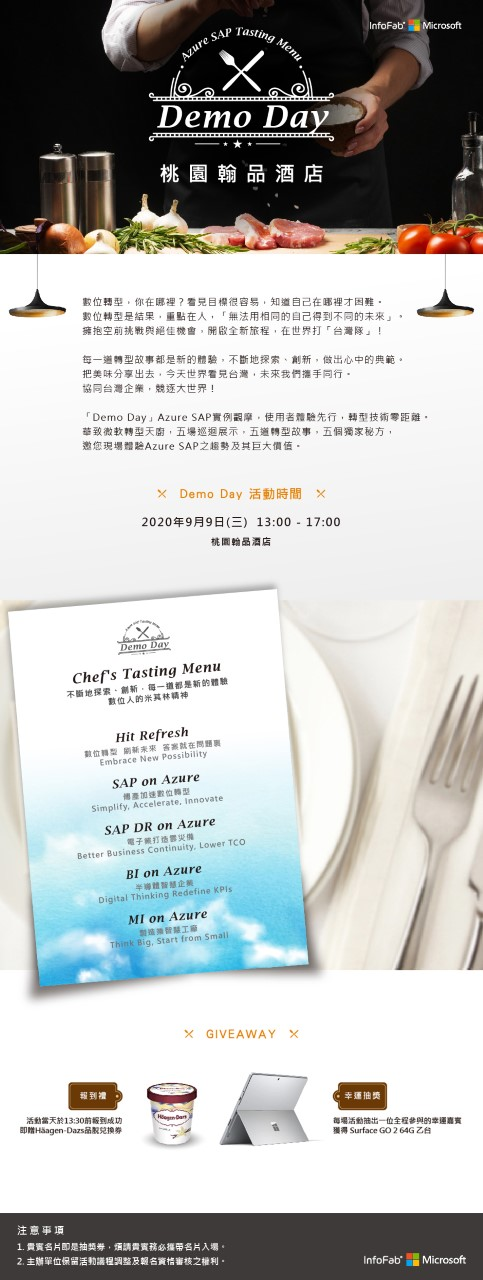 InfoFab Microsoft
Azure SAP Tasting Menu
Demo Day
桃園翰品酒店
數位轉型，你在哪裡？看見目標很容易，知道自己在哪裡才困難。
數位轉型是結果，重點在人，「無法用相同的自己得到不同的未來」。
擁抱空前挑戰與絕佳機會，開啟全新旅程，在世界打「台灣隊」！
每一道轉型故事都是新的體驗，不斷地探索、創新，做出心中的典範。
把美味分享出去，今天世界看見台灣，未來我們攜手同行。
協同台灣企業，競逐大世界！
「Demo Day」Azure SAP實例觀摩，使用者體驗先行，轉型技術零距離。
華致微軟轉型天廚，五場巡迴展示，五道轉型故事，五個獨家秘方，
邀您現場體驗Azure SAP之趨勢及其巨大價值。
Demo Day 活動時間
2020年9月9日(三) 13:00 - 17:00
桃園翰品酒店
Azure SAP Tasting Menu
Demo Day
Chef's Tasting Menu
不斷地探索、創新，每一道都是新的體驗
數位人的米其林精神
Hit Refresh
數位轉型 刷新未來 答案就在問題裏
Embrace New Possibility
SAP on Azure
傳產加速數位轉型
Simplify, Accelerate, Innovate
SAP DR on Azure
電子廠打造雲災備
Better Business Continuity, Lower TCO
BI on Azure
半導體智慧企業
Digital Thinking Redefine KPIs
MI on Azure
製造換智慧工廠
Think Big, Start from Small
GIVEAWAY
報到禮
活動當天於13:30前報到成功
即贈Häagen-Dazs品脫兌換券
Häagen-Dazs
幸運抽獎
每場活動抽出一位全程參與的幸運嘉賓
獲得 Surface GO 2 64G 乙台
注意事項
1. 貴賓名片即是抽獎券，煩請貴賓務必攜帶名片入場。
2. 主辦單位保留活動議程調整及報名資格審核之權利。
InfoFab Microsoft